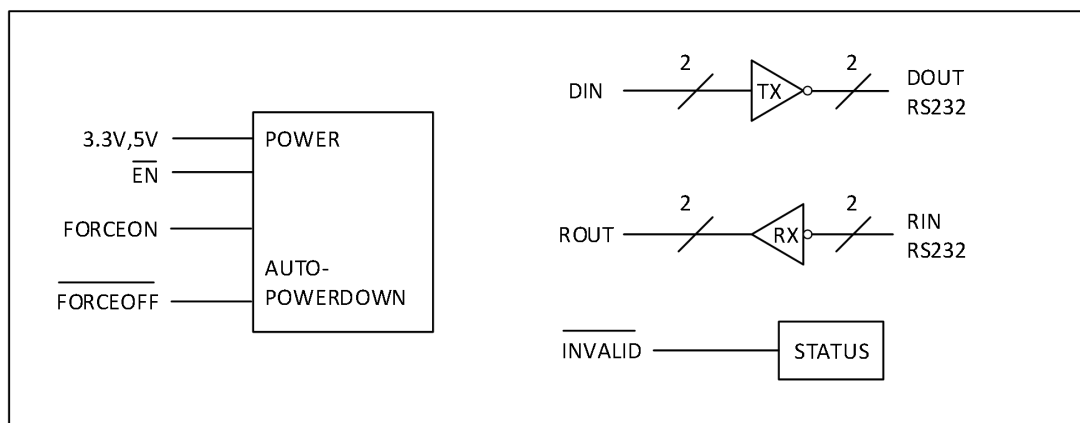 3.3V,5V
POWER
EN
FORCEON
AUTO-
POWERDOWN
FORCEOFF
2
2
DIN
TX
DOUT
RS232
2
2
ROUT
RX
RIN
RS232
INVALID
STATUS